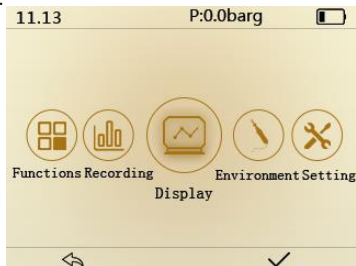 11.13 P:0.0barg
Functions Recording Environment Setting
Display